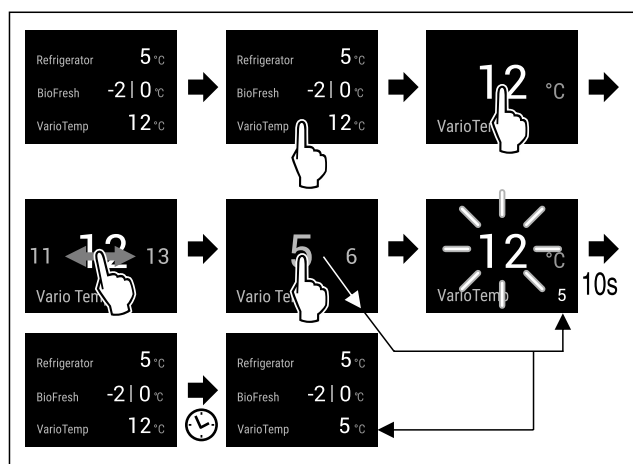 Refrigerator 5 °C
BioFresh -2 | 0 °C
VarioTemp 12 °C
Refrigerator 5 °C
BioFresh -2 | 0 °C
VarioTemp 12 °C
12 °C
VarioTemp
11 12 13
Vario Tem
5 6
Vario Te
12 °C
VarioTemp 5
10s
Refrigerator 5 °C
BioFresh -2 | 0 °C
VarioTemp 12 °C
Refrigerator 5 °C
BioFresh -2 | 0 °C
VarioTemp 5 °C